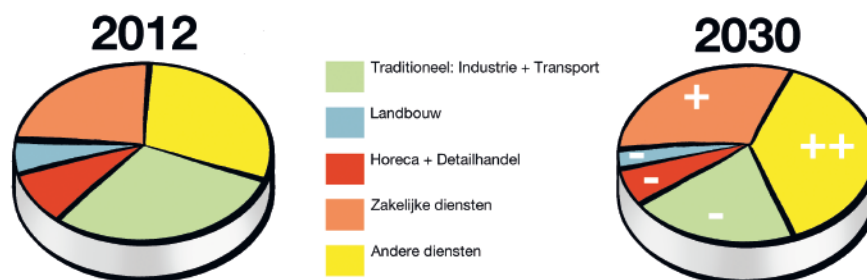 2012
2030
Traditioneel: Industrie + Transport
Landbouw
Horeca + Detailhandel
Zakelijke diensten
Andere diensten
+
++
-
-
-